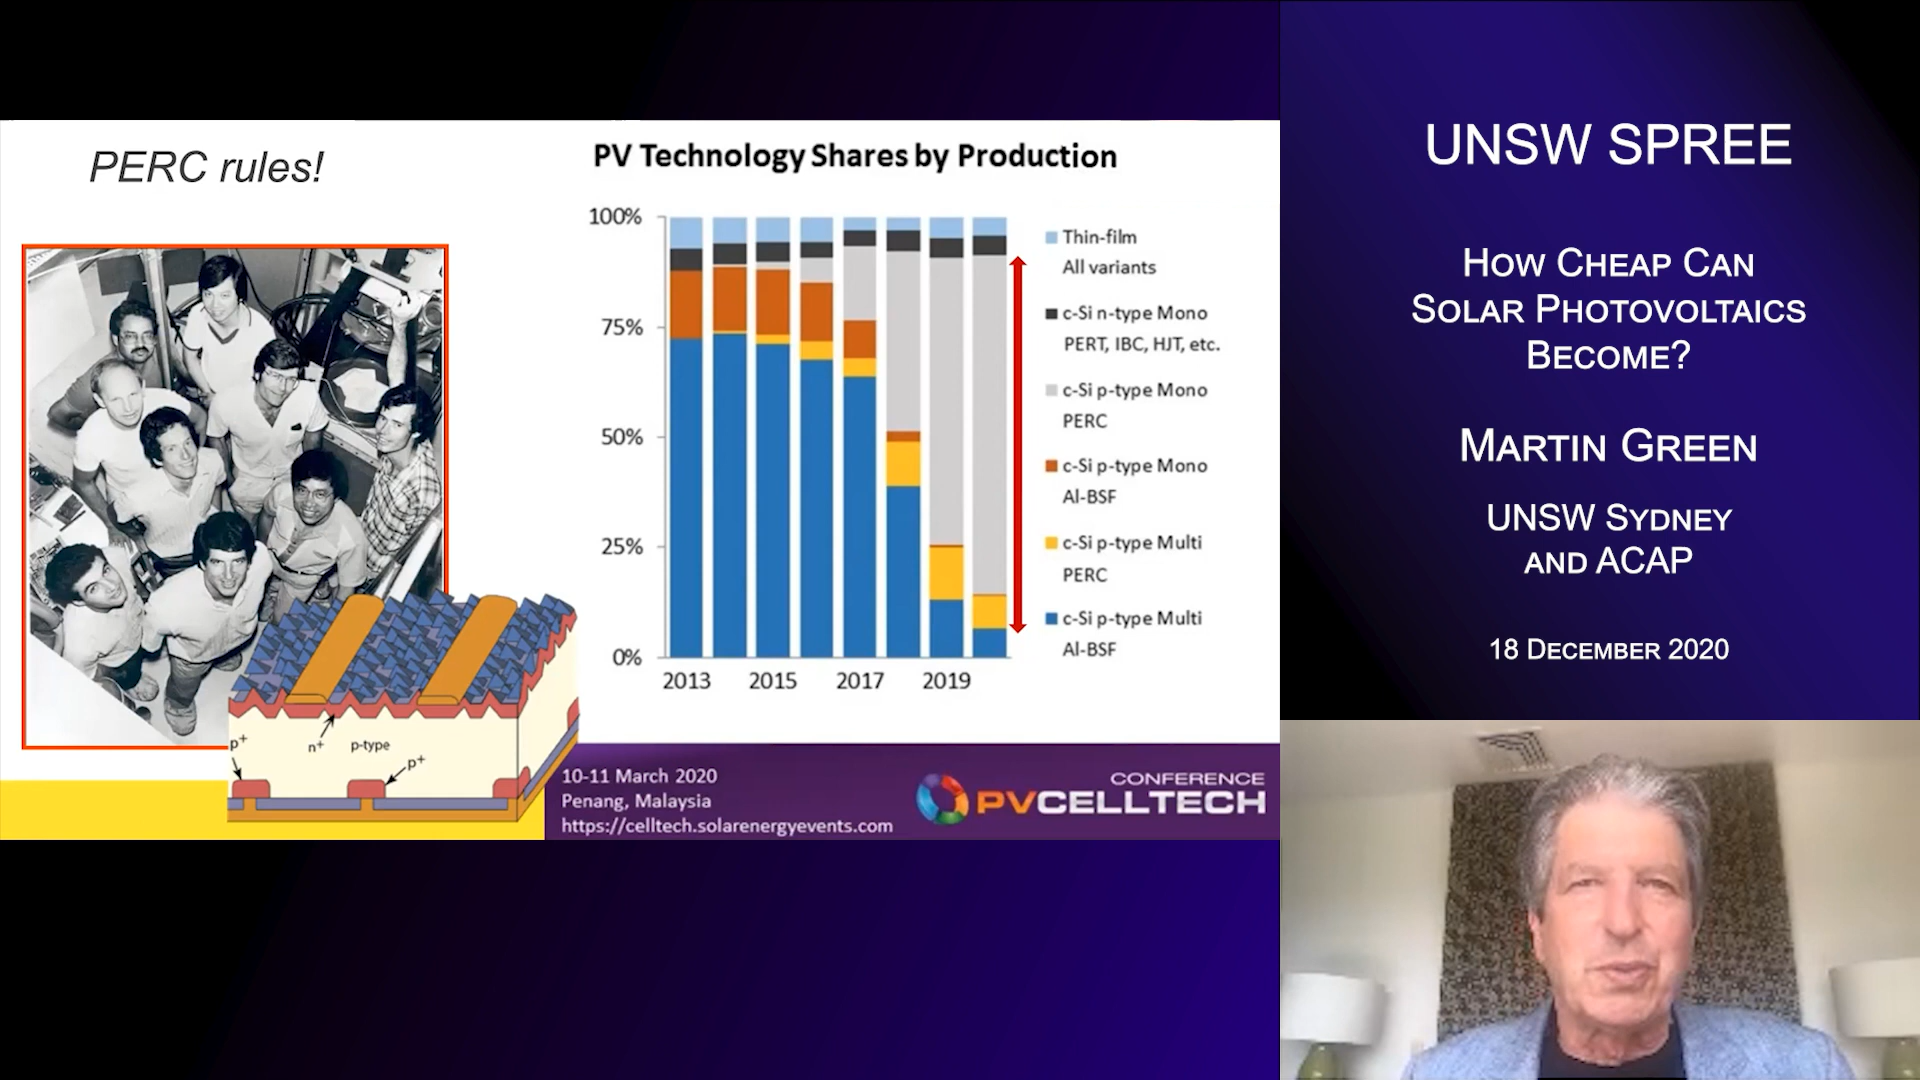 PERC rules!
PV Technology Shares by Production
100%
75%
50%
25%
0%
2013
2015
2017
2019
Thin-film
All variants
c-Si n-type Mono
PERT, IBC, HJT, etc.
c-Si p-type Mono
PERC
c-Si p-type Mono
Al-BSF
c-Si p-type Multi
PERC
c-Si p-type Multi
Al-BSF
p+
n+
p-type
p+
10-11 March 2020
Penang, Malaysia
https://celltech.solarenergyevents.com
CONFERENCE
PVCELLTECH
UNSW SPREE
HOW CHEAP CAN
SOLAR PHOTOVOLTAICS
BECOME?
MARTIN GREEN
UNSW SYDNEY
AND ACAP
18 DECEMBER 2020